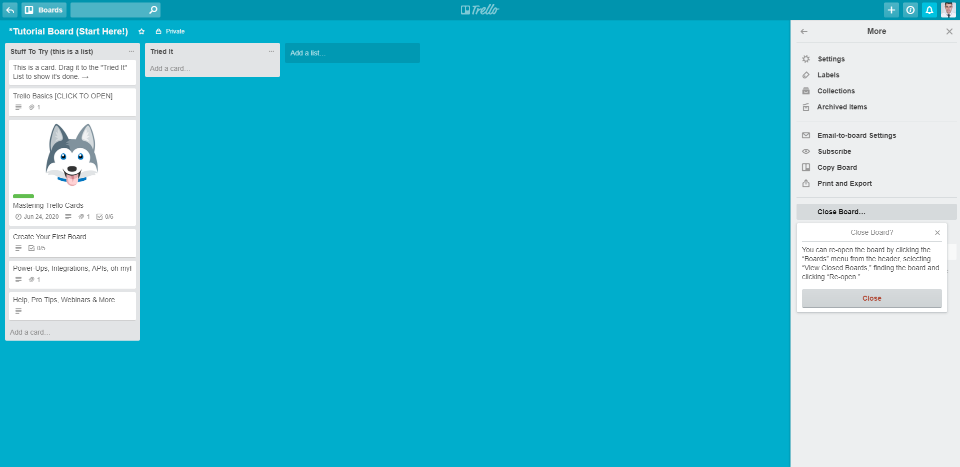 Boards
Trello
*Tutorial Board (Start Here!)
Private
Stuff To Try (this is a list)
This is a card. Drag it to the "Tried It"
List to show it's done. →
Trello Basics [CLICK TO OPEN]
1
Mastering Trello Cards
Jun 24, 2020
1
0/6
Create Your First Board
0/5
Power Ups, Integrations, APIs, oh my!
1
Help, Pro Tips, Webinars & More
Add a card...
Tried It
Add a card...
Add a list...
More
Settings
Labels
Collections
Archived Items
Email-to-board Settings
Subscribe
Copy Board
Print and Export
Close Board...
Close Board?
You can re-open the board by clicking the
"Boards" menu from the header, selecting
"View Closed Boards," finding the board and
clicking "Re-open."
Close